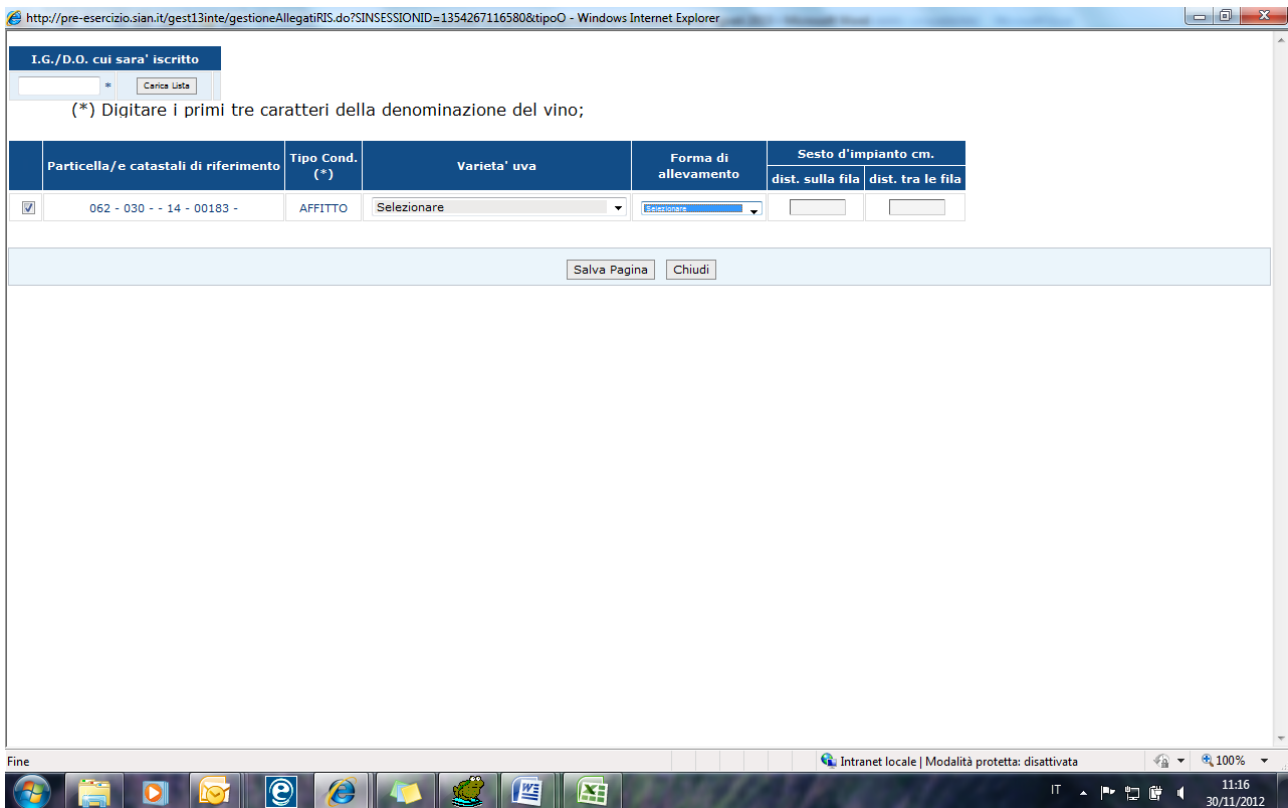 http://pre-esercizio.sian.it/gest13inte/gestioneAllegatiRIS.do?SINSESSIONID=1354267116580&tipoO - Windows Internet Explorer
I.G./D.O. cui sara' iscritto
* Carica Lista
(*) Digitare i primi tre caratteri della denominazione del vino;
Particella/e catastali di riferimento Tipo Cond. (*) Varieta' uva Forma di allevamento Sesto d'impianto cm.
dist. sulla fila dist. tra le fila
062 - 030 - - 14 - 00183 - AFFITTO Selezionare Selezionare
Salva Pagina Chiudi
Fine Intranet locale | Modalità protetta: disattivata 100%
IT 11:16
30/11/2012